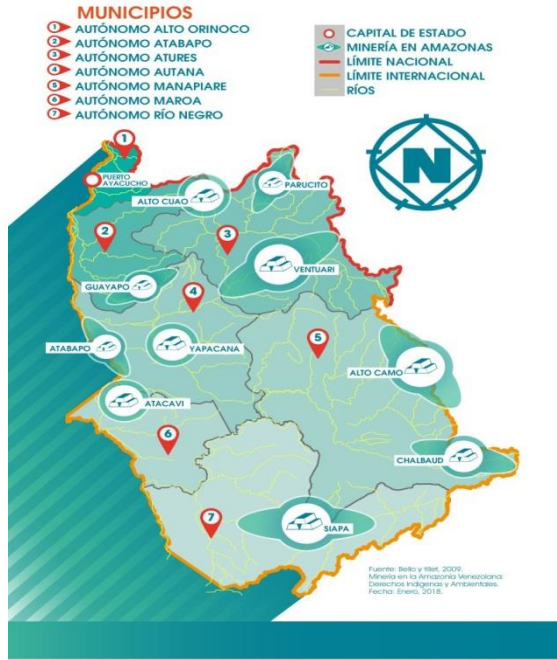 MUNICIPIOS
1 AUTÓNOMO ALTO ORINOCO
2 AUTÓNOMO ATABAPO
3 AUTÓNOMO ATURES
4 AUTÓNOMO AUTANA
5 AUTÓNOMO MANAPIARE
6 AUTÓNOMO MAROA
7 AUTÓNOMO RÍO NEGRO
CAPITAL DE ESTADO
MINERÍA EN AMAZONAS
LÍMITE NACIONAL
LÍMITE INTERNACIONAL
RÍOS
N
1
PUERTO
AYACUCHO
ALTO CUAO
PARUCITO
2
3
VENTUARI
GUAYAPO
4
ATABAPO
YAPACANA
5
ALTO CAMO
ATACAVI
6
CHALBAUD
7
SIAPA
Fuente: Bello y Tillet, 2009.
Minería en la Amazonía Venezolana:
Derechos Indígenas y Ambientales.
Fecha: Enero, 2018.